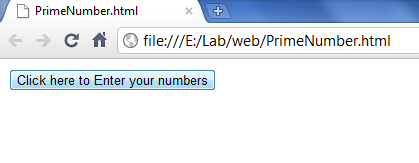 PrimeNumber.html
file:///E:/Lab/web/PrimeNumber.html
Click here to Enter your numbers